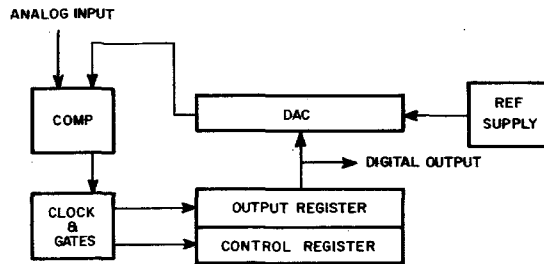 ANALOG INPUT
COMP
DAC
REF
SUPPLY
DIGITAL OUTPUT
CLOCK
&
GATES
OUTPUT REGISTER
CONTROL REGISTER